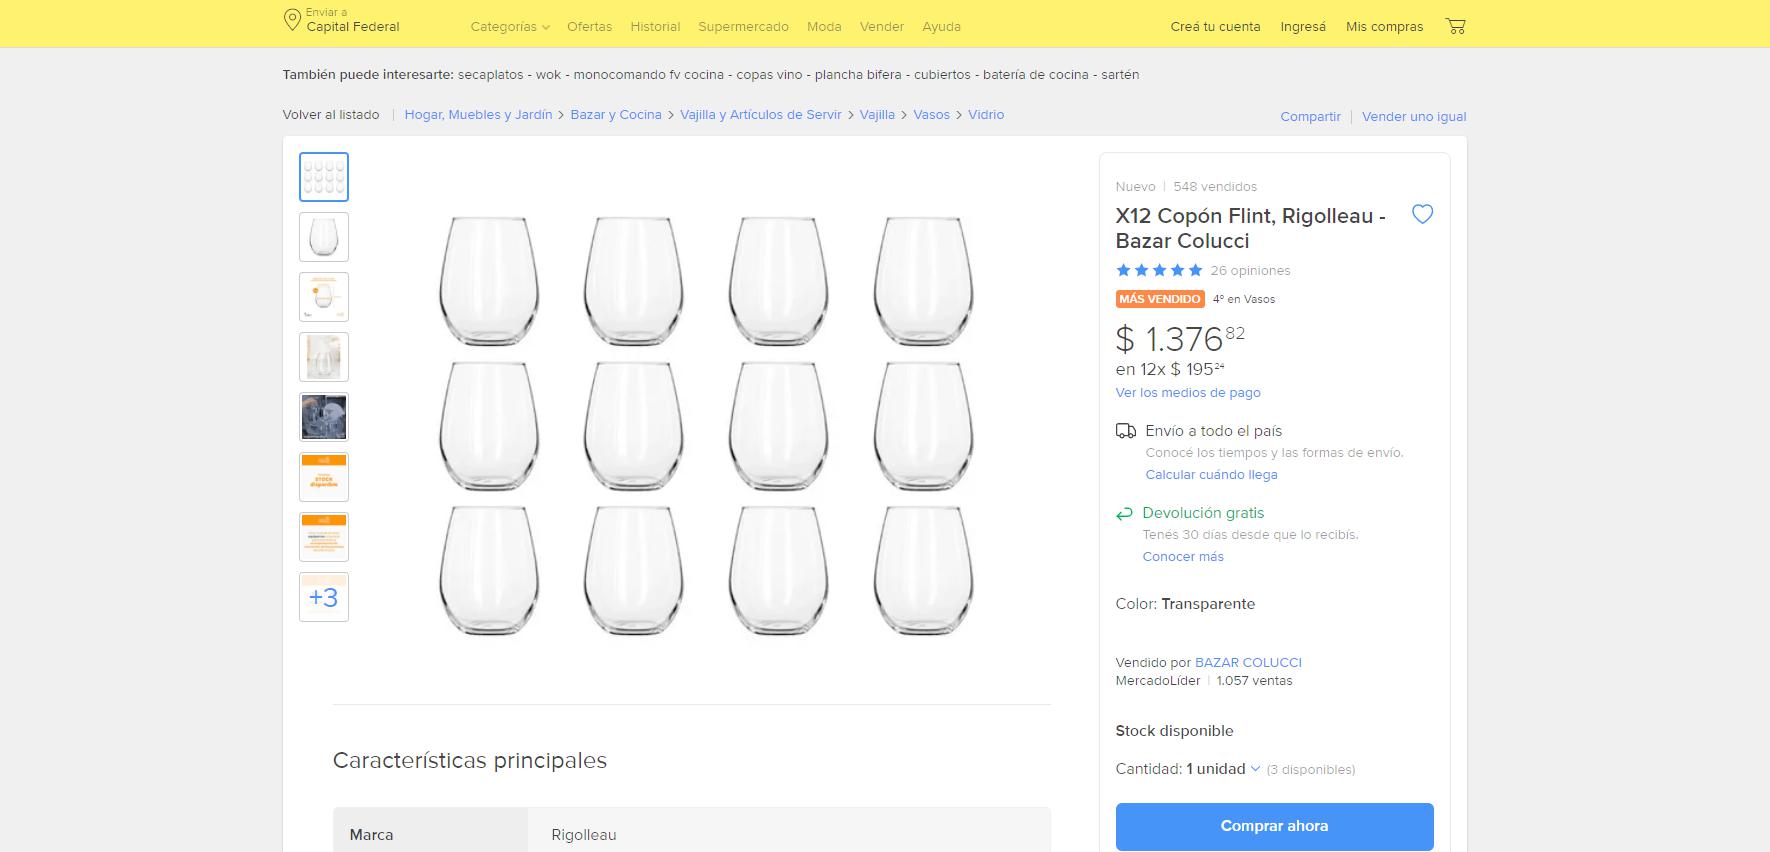 Enviar a
Capital Federal
Categorías
Ofertas
Historial
Supermercado
Moda
Vender
Ayuda
Creá tu cuenta
Ingresá
Mis compras
También puede interesarte: secaplatos - wok - monocomando fv cocina - copas vino - plancha bifera - cubiertos - batería de cocina - sartén
Volver al listado | Hogar, Muebles y Jardín > Bazar y Cocina > Vajilla y Artículos de Servir > Vajilla > Vasos > Vidrio
Compartir | Vender uno igual
+3
Nuevo | 548 vendidos
X12 Copón Flint, Rigolleau -
Bazar Colucci
26 opiniones
MÁS VENDIDO 4º en Vasos
$ 1.376 82
en 12x $ 195 24
Ver los medios de pago
Envío a todo el país
Conocé los tiempos y las formas de envío.
Calcular cuándo llega
Devolución gratis
Tenés 30 días desde que lo recibís.
Conocer más
Color: Transparente
Vendido por BAZAR COLUCCI
MercadoLíder | 1.057 ventas
Stock disponible
Cantidad: 1 unidad (3 disponibles)
Comprar ahora
Características principales
Marca
Rigolleau